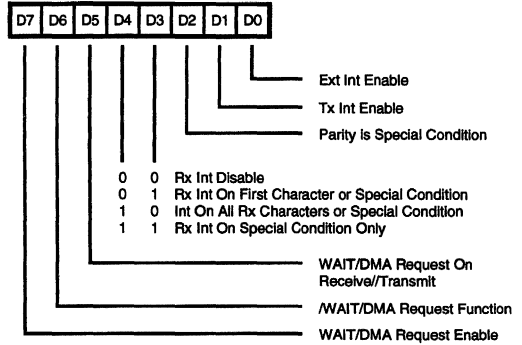 D7 D6 D5 D4 D3 D2 D1 D0
Ext Int Enable
Tx Int Enable
Parity is Special Condition
0 0 Rx Int Disable
0 1 Rx Int On First Character or Special Condition
1 0 Int On All Rx Characters or Special Condition
1 1 Rx Int On Special Condition Only
WAIT/DMA Request On
Receive//Transmit
/WAIT/DMA Request Function
WAIT/DMA Request Enable